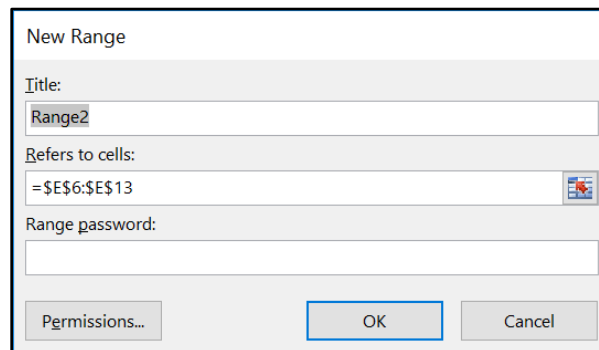 New Range
Title:
Range2
Refers to cells:
=$E$6:$E$13
Range password:
Permissions... OK Cancel